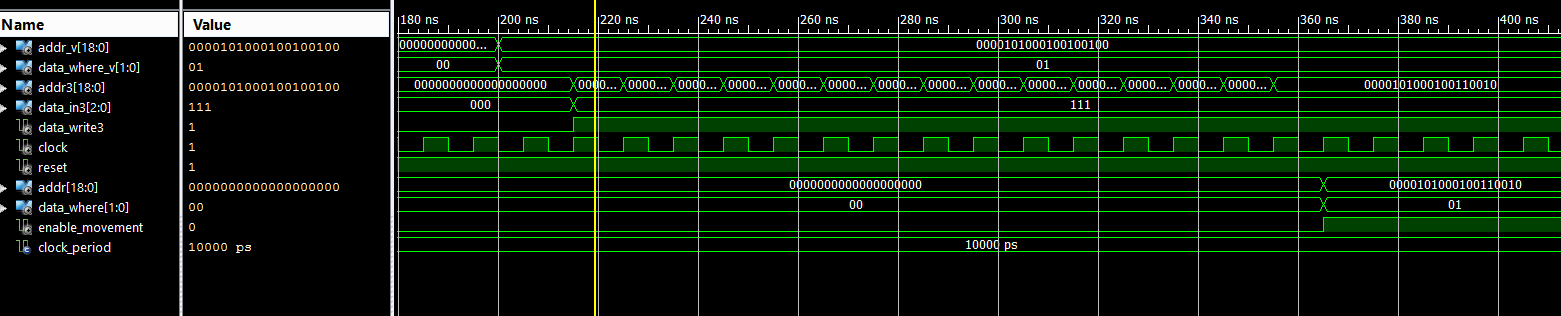 Name Value 180 ns 200 ns 220 ns 240 ns 260 ns 280 ns 300 ns 320 ns 340 ns 360 ns 380 ns 400 ns
addr_v[18:0] 0000101000100100100 00000000000... 0000101000100100100
data_where_v[1:0] 01 00 01
addr3[18:0] 0000101000100100100 0000000000000000000 0000... 0000... 0000... 0000... 0000... 0000... 0000... 0000... 0000... 0000... 0000... 0000... 0000... 0000... 0000101000100110010
data_in3[2:0] 111 000 111
data_write3 1
clock 1
reset 1
addr[18:0] 0000000000000000000 0000000000000000000 0000101000100110010
data_where[1:0] 00 00 01
enable_movement 0
clock_period 10000 ps 10000 ps